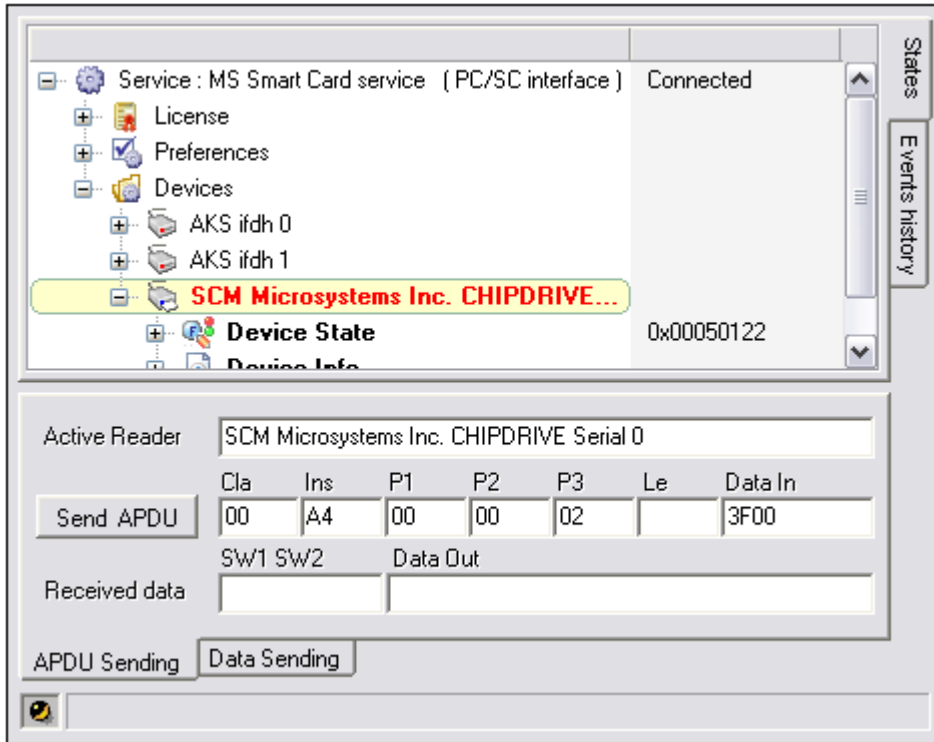 Service : MS Smart Card service ( PC/SC interface ) Connected
License
Preferences
Devices
AKS ifdh 0
AKS ifdh 1
SCM Microsystems Inc. CHIPDRIVE...
Device State 0x00050122
Device Info
States
Events history
Active Reader SCM Microsystems Inc. CHIPDRIVE Serial 0
Cla Ins P1 P2 P3 Le Data In
Send APDU 00 A4 00 00 02 3F00
SW1 SW2 Data Out
Received data
APDU Sending Data Sending